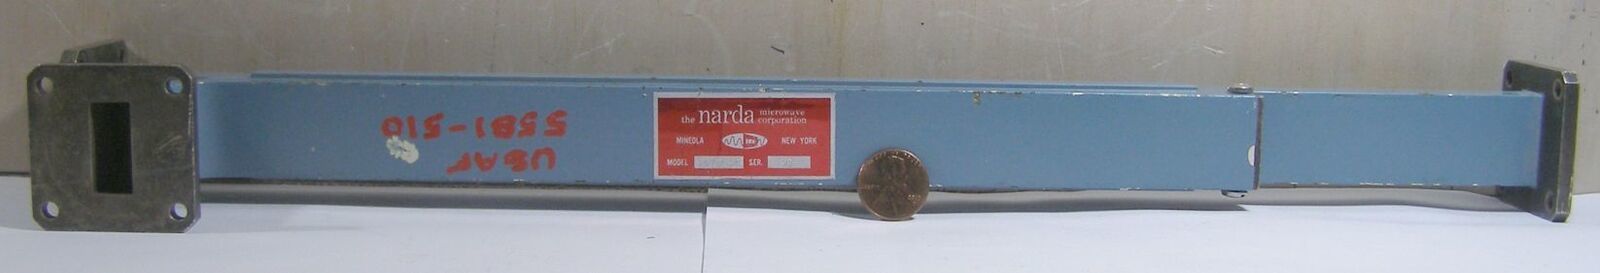 the narda microwave corporation
MINEOLA NEW YORK
MODEL SER.
USAF
5581-510